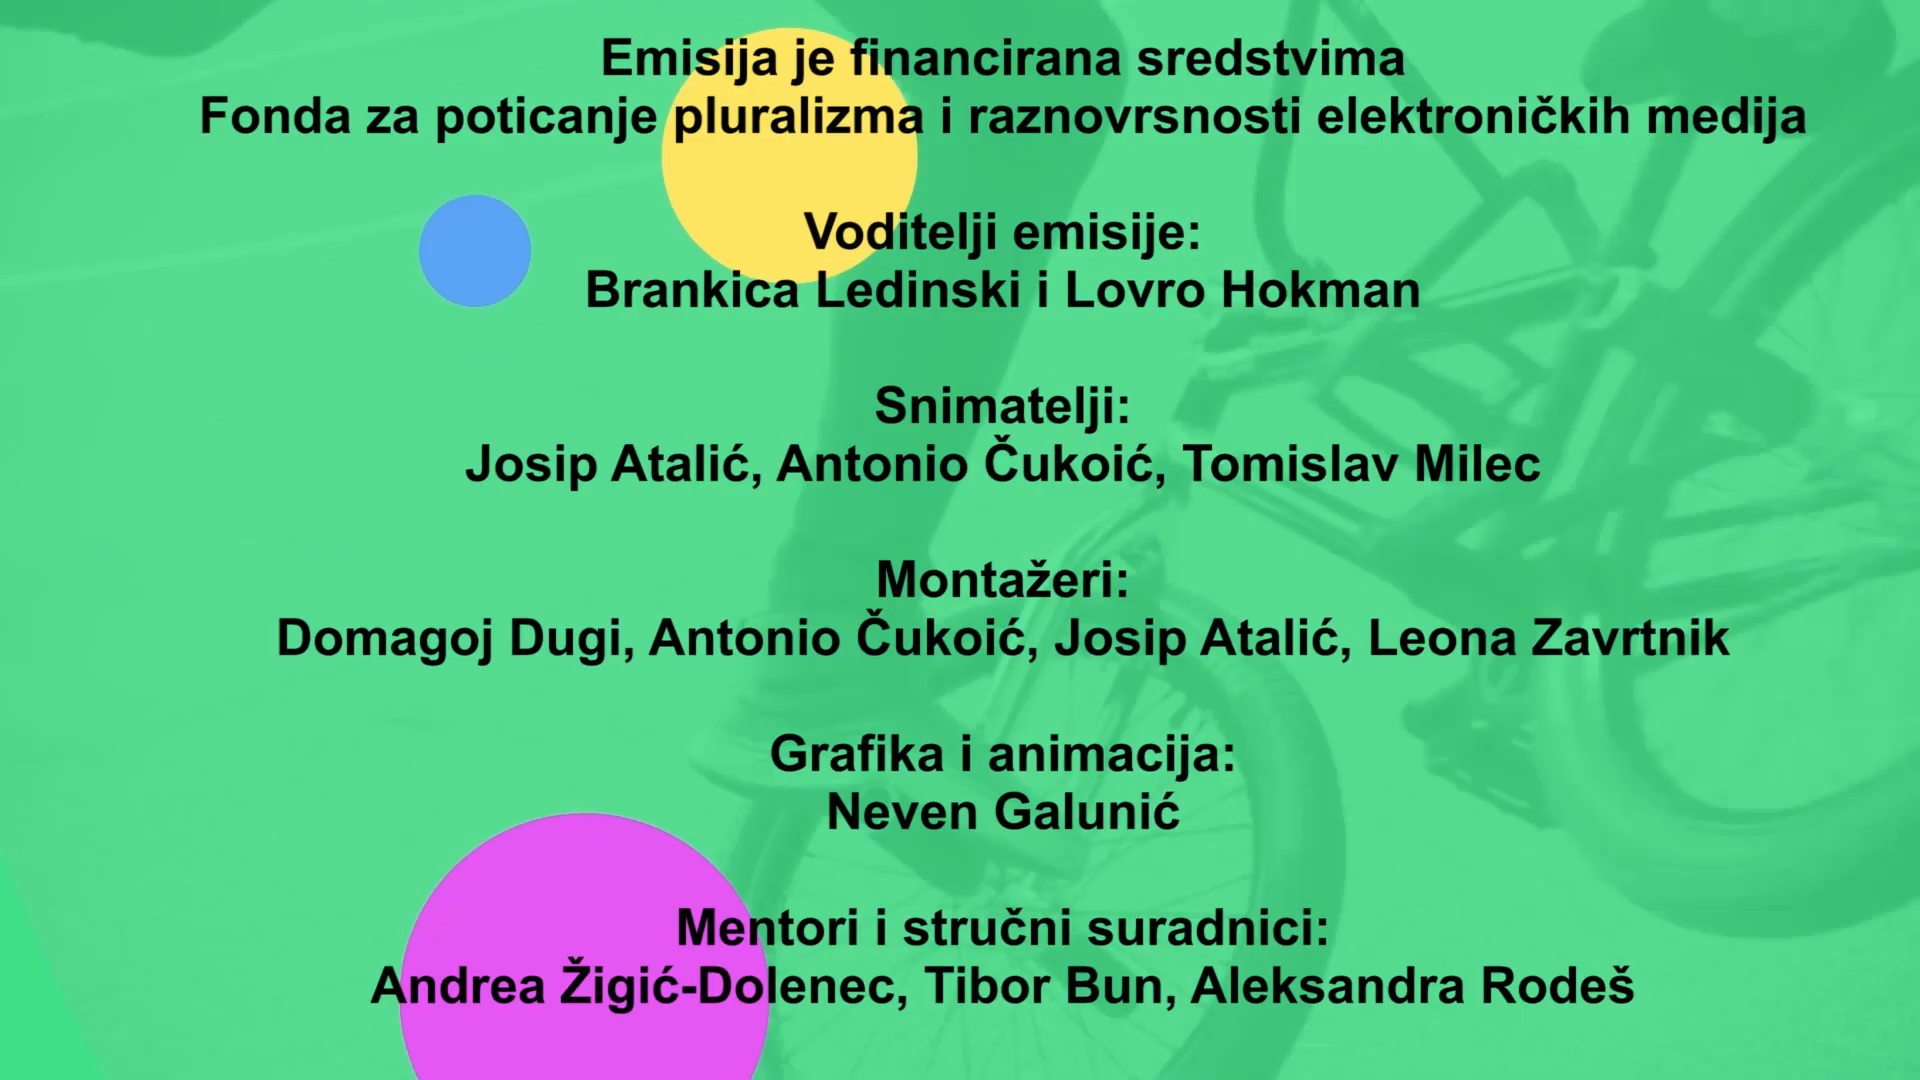 Emisija je financirana sredstvima
Fonda za poticanje pluralizma i raznovrsnosti elektroničkih medija
Voditelji emisije:
Brankica Ledinski i Lovro Hokman
Snimatelji:
Josip Atalić, Antonio Čukoić, Tomislav Milec
Montažeri:
Domagoj Dugi, Antonio Čukoić, Josip Atalić, Leona Zavrtnik
Grafika i animacija:
Neven Galunić
Mentori i stručni suradnici:
Andrea Žigić-Dolenec, Tibor Bun, Aleksandra Rodeš